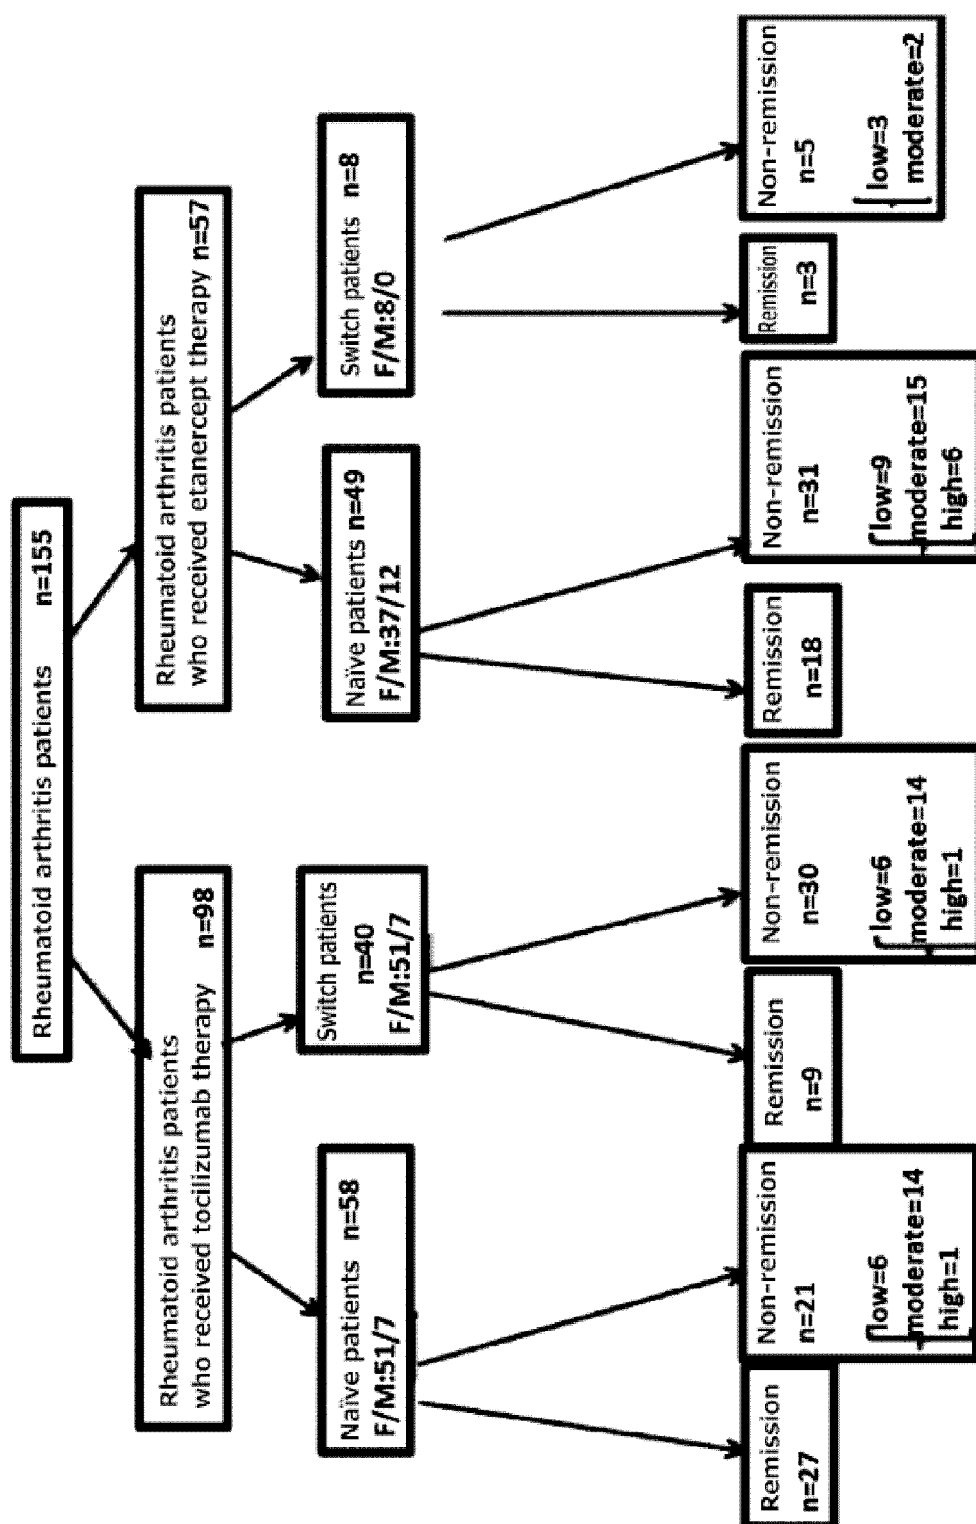 Rheumatoid arthritis patients n=155
Rheumatoid arthritis patients
who received tocilizumab therapy n=98
Rheumatoid arthritis patients
who received etanercept therapy n=57
Naïve patients n=58
F/M:51/7
Switch patients
n=40
F/M:51/7
Naïve patients n=49
F/M:37/12
Switch patients n=8
F/M:8/0
Remission
n=27
Non-remission
n=21
low=6
moderate=14
high=1
Remission
n=9
Non-remission
n=30
low=6
moderate=14
high=1
Remission
n=18
Non-remission
n=31
low=9
moderate=15
high=6
Remission
n=3
Non-remission
n=5
low=3
moderate=2